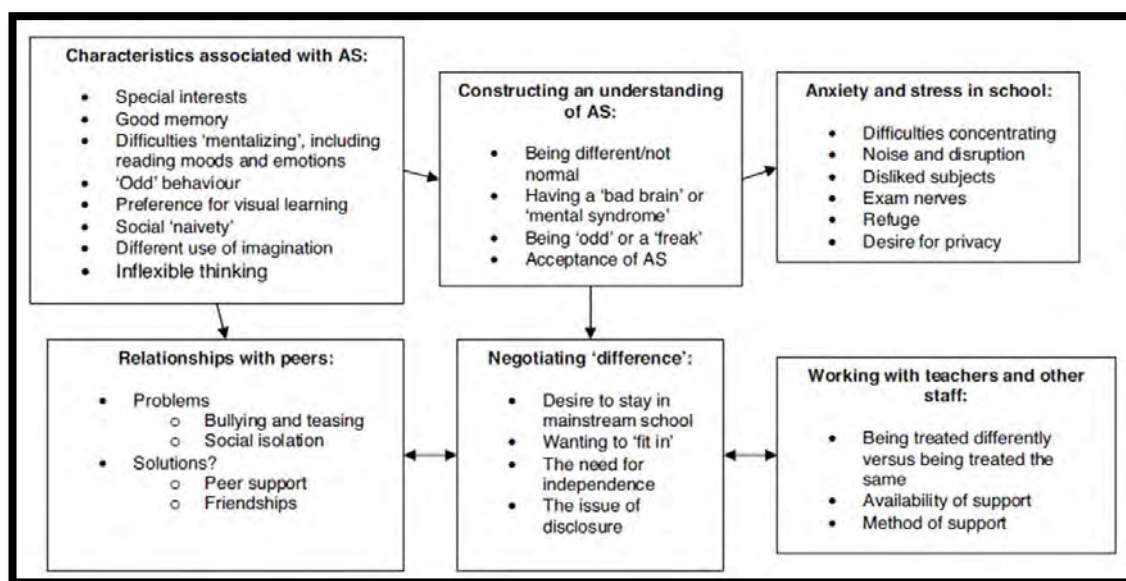 Characteristics associated with AS:
• Special interests
• Good memory
• Difficulties ‘mentalizing’, including
reading moods and emotions
• ‘Odd’ behaviour
• Preference for visual learning
• Social ‘naivety’
• Different use of imagination
• Inflexible thinking
Constructing an understanding
of AS:
• Being different/not
normal
• Having a ‘bad brain’ or
‘mental syndrome’
• Being ‘odd’ or a ‘freak’
• Acceptance of AS
Anxiety and stress in school:
• Difficulties concentrating
• Noise and disruption
• Disliked subjects
• Exam nerves
• Refuge
• Desire for privacy
Relationships with peers:
• Problems
o Bullying and teasing
o Social isolation
• Solutions?
o Peer support
o Friendships
Negotiating ‘difference’:
• Desire to stay in
mainstream school
• Wanting to ‘fit in’
• The need for
independence
• The issue of
disclosure
Working with teachers and other
staff:
• Being treated differently
versus being treated the
same
• Availability of support
• Method of support